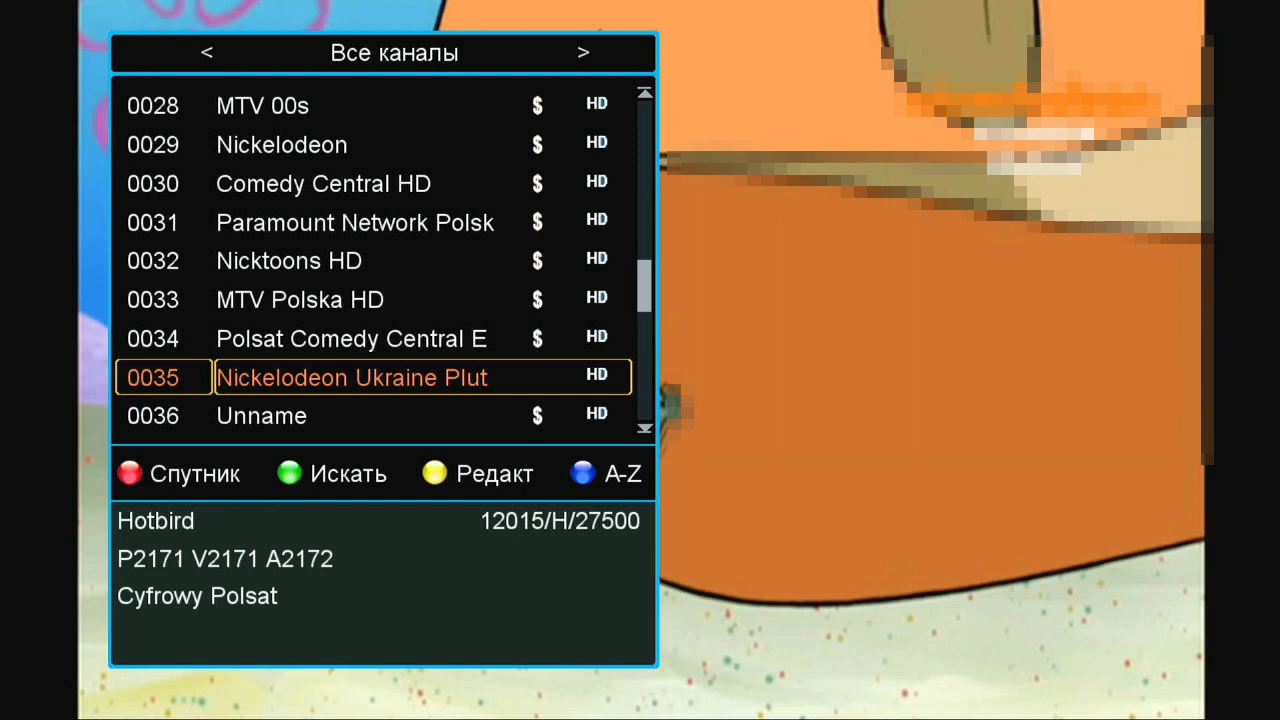 < Все каналы >
0028 MTV 00s $ HD
0029 Nickelodeon $ HD
0030 Comedy Central HD $ HD
0031 Paramount Network Polsk $ HD
0032 Nicktoons HD $ HD
0033 MTV Polska HD $ HD
0034 Polsat Comedy Central E $ HD
0035 Nickelodeon Ukraine Plut HD
0036 Unname $ HD
Спутник Искать Редакт A-Z
Hotbird 12015/H/27500
P2171 V2171 A2172
Cyfrowy Polsat